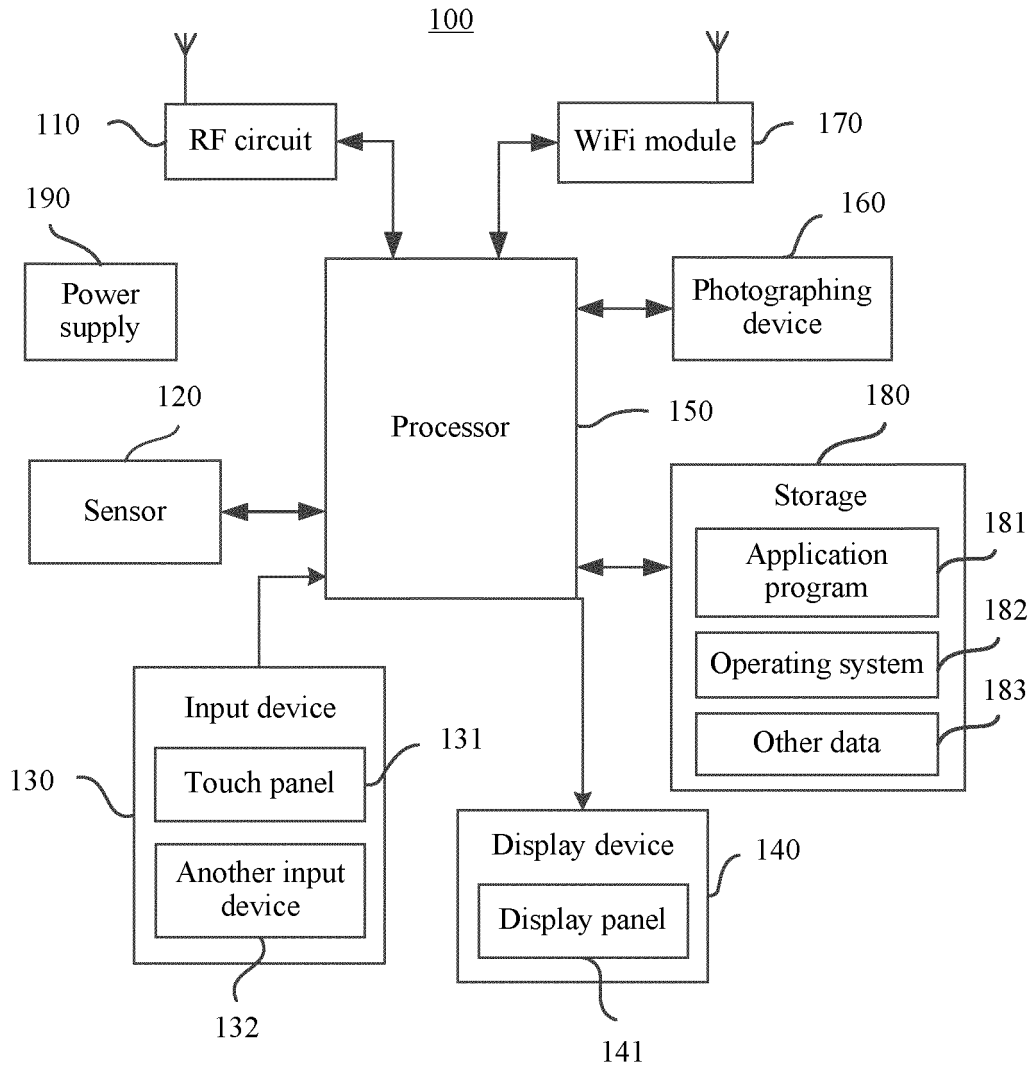 100
110
RF circuit
WiFi module
170
190
160
Power
supply
Photographing
device
120
Processor
150
180
Sensor
Storage
181
Application
program
182
Operating system
183
Other data
Input device
131
130
Touch panel
Another input
device
132
Display device
140
Display panel
141